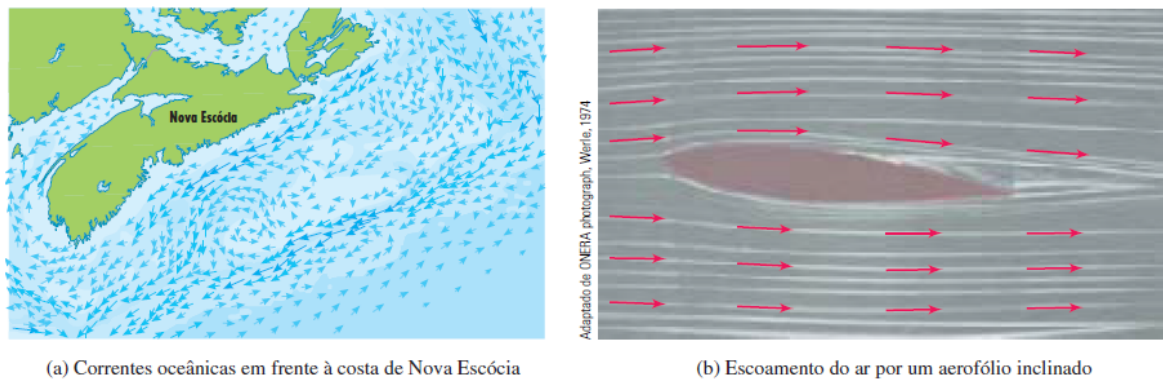 Nova Escócia
Adaptado de ONERA photograph, Werle, 1974
(a) Correntes oceânicas em frente à costa de Nova Escócia
(b) Escoamento do ar por um aerofólio inclinado